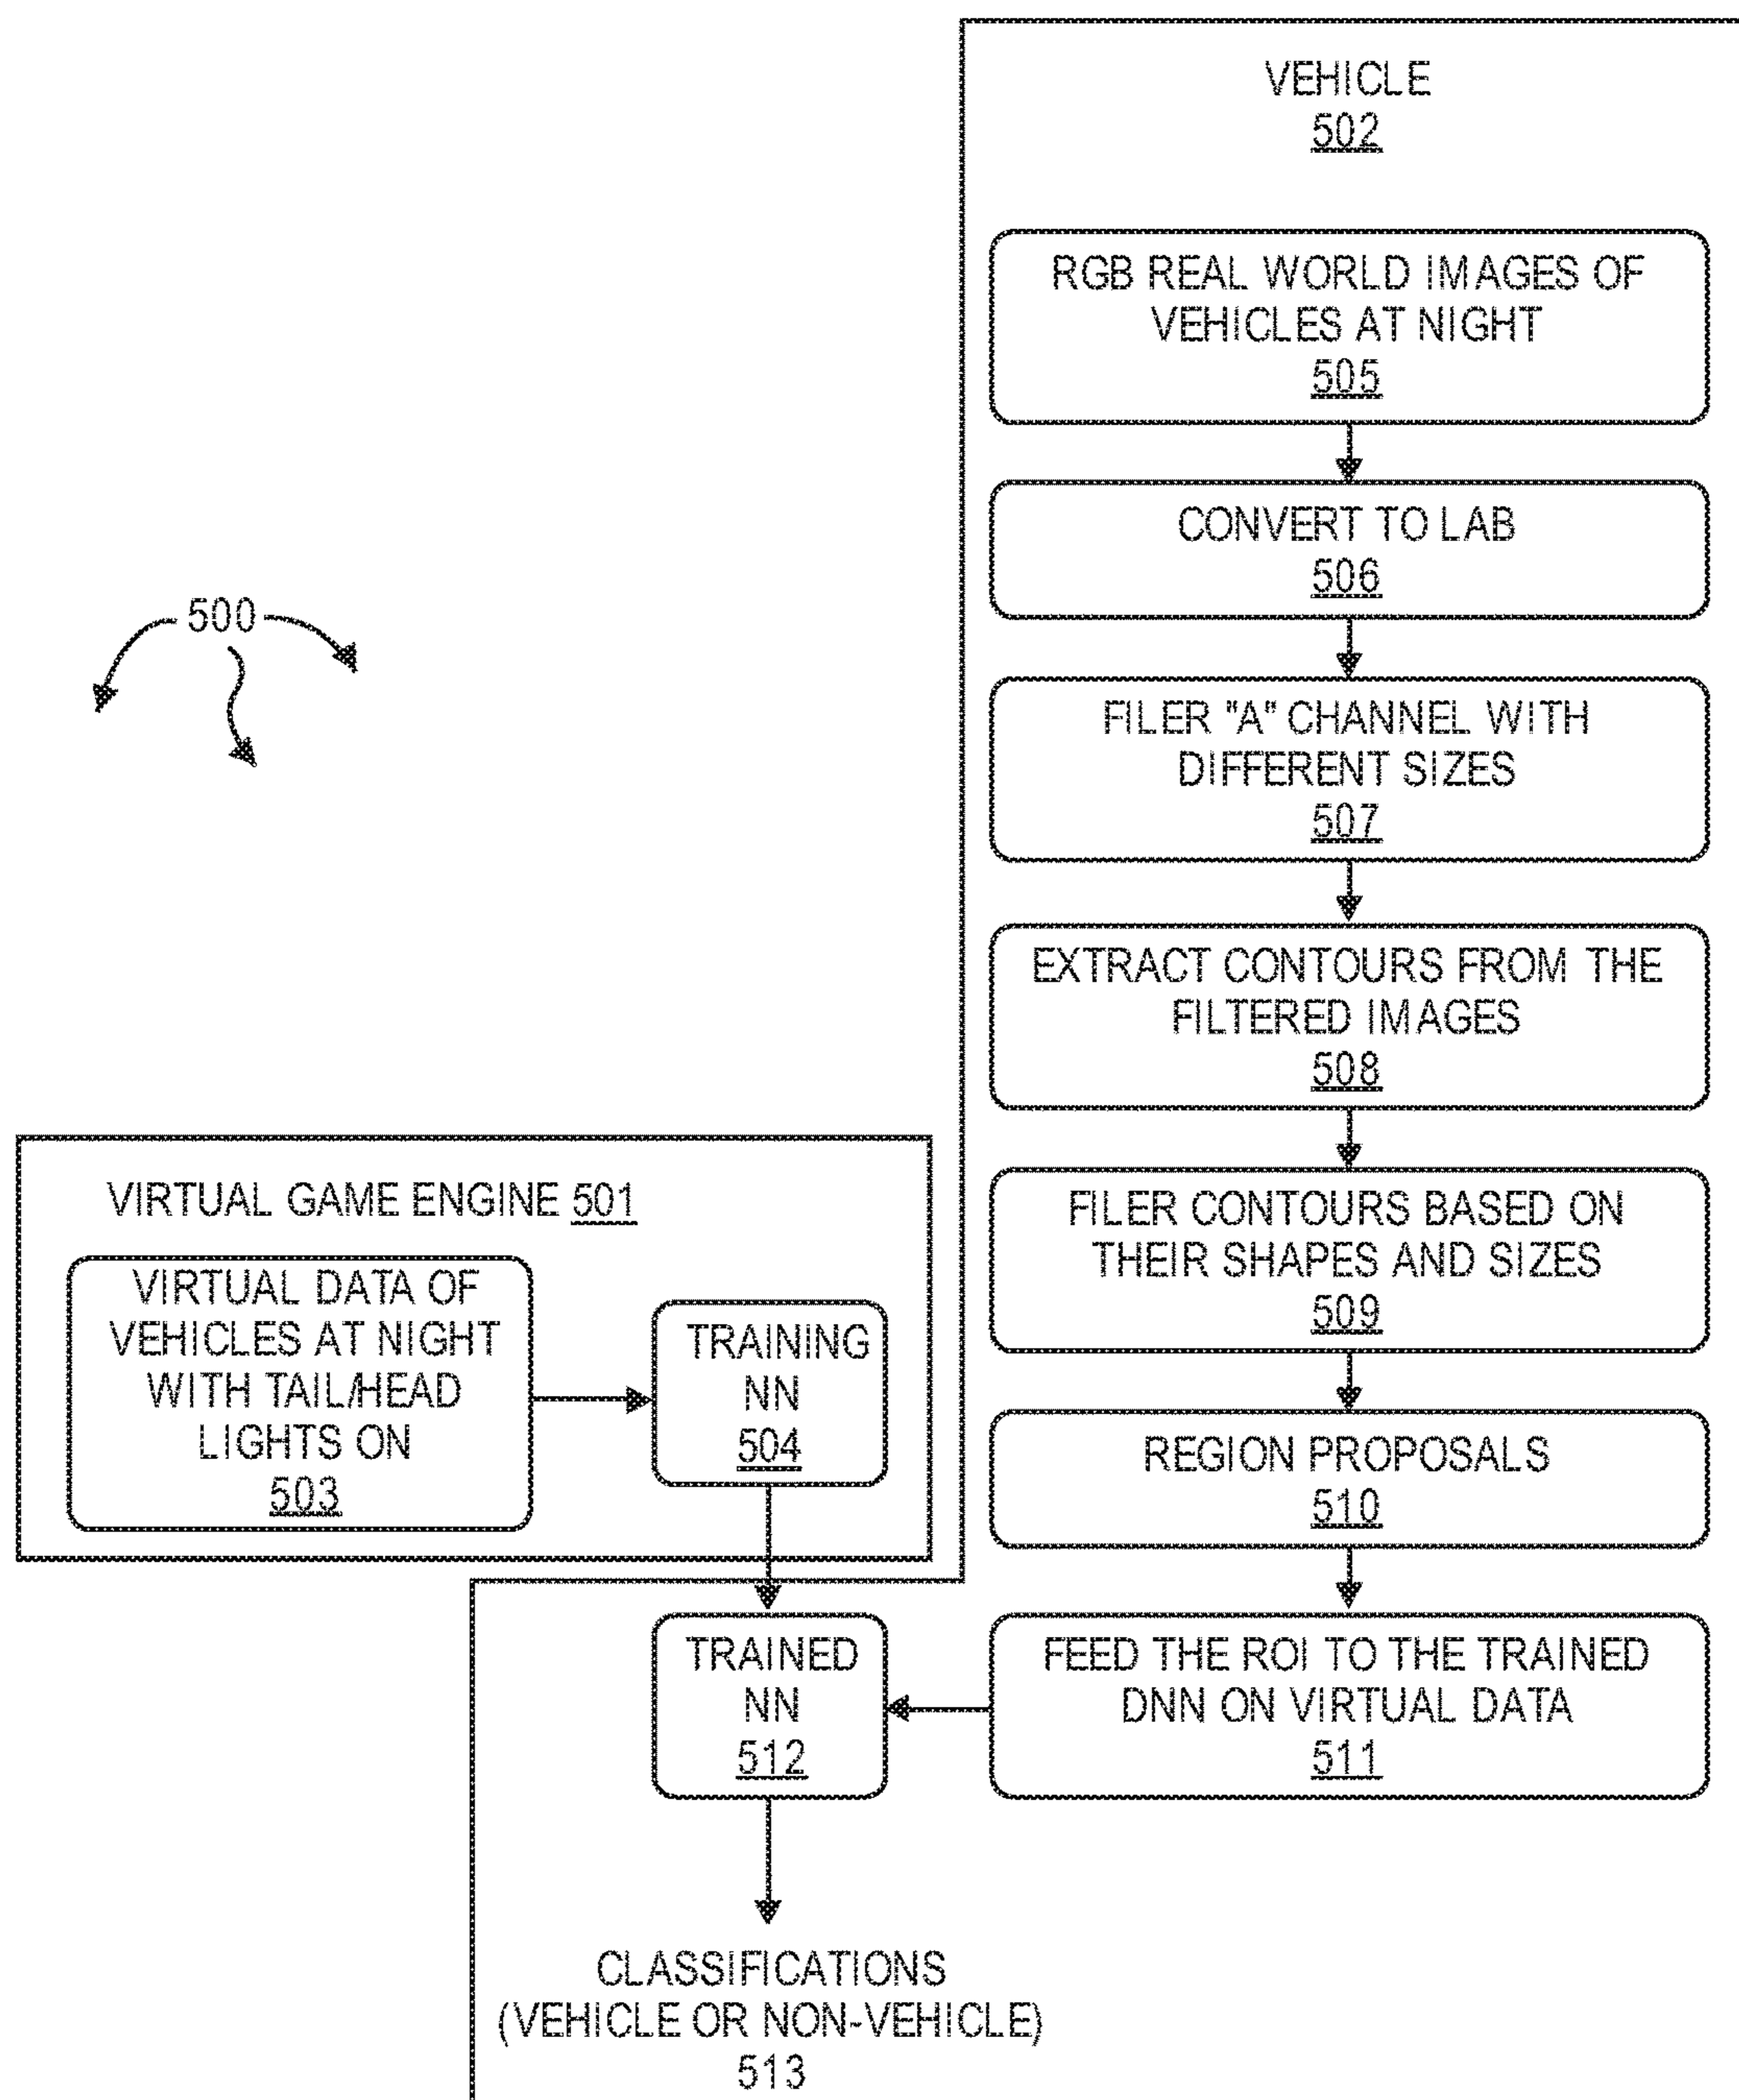 VEHICLE
502
RGB REAL WORLD IMAGES OF
VEHICLES AT NIGHT
505
CONVERT TO LAB
506
500
FILER "A" CHANNEL WITH
DIFFERENT SIZES
507
EXTRACT CONTOURS FROM THE
FILTERED IMAGES
508
FILER CONTOURS BASED ON
THEIR SHAPES AND SIZES
509
REGION PROPOSALS
510
FEED THE ROI TO THE TRAINED
DNN ON VIRTUAL DATA
511
VIRTUAL GAME ENGINE 501
VIRTUAL DATA OF
VEHICLES AT NIGHT
WITH TAIL/HEAD
LIGHTS ON
503
TRAINING
NN
504
TRAINED
NN
512
CLASSIFICATIONS
(VEHICLE OR NON-VEHICLE)
513